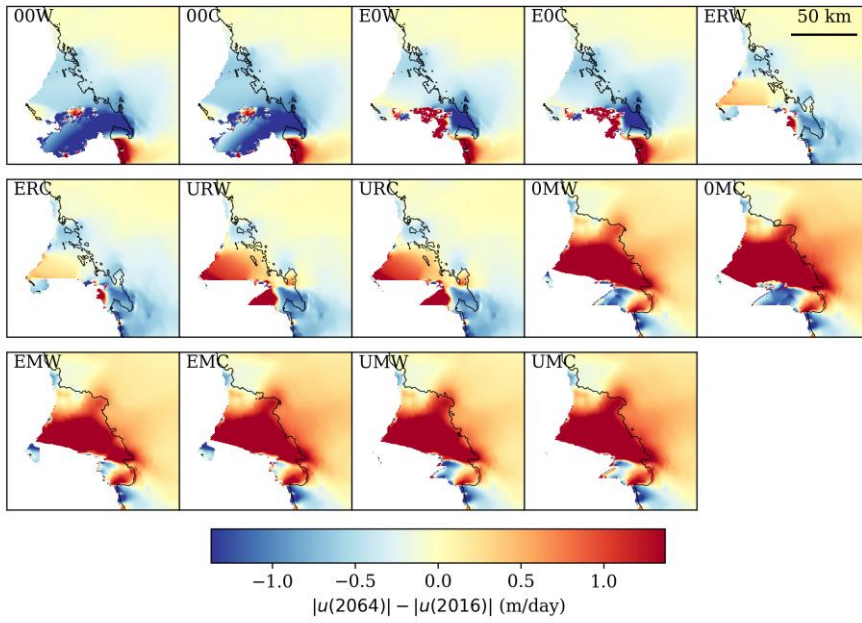 00W 00C E0W E0C ERW 50 km
ERC URW URC 0MW 0MC
EMW EMC UMW UMC
−1.0 −0.5 0.0 0.5 1.0
|u(2064)| − |u(2016)| (m/day)